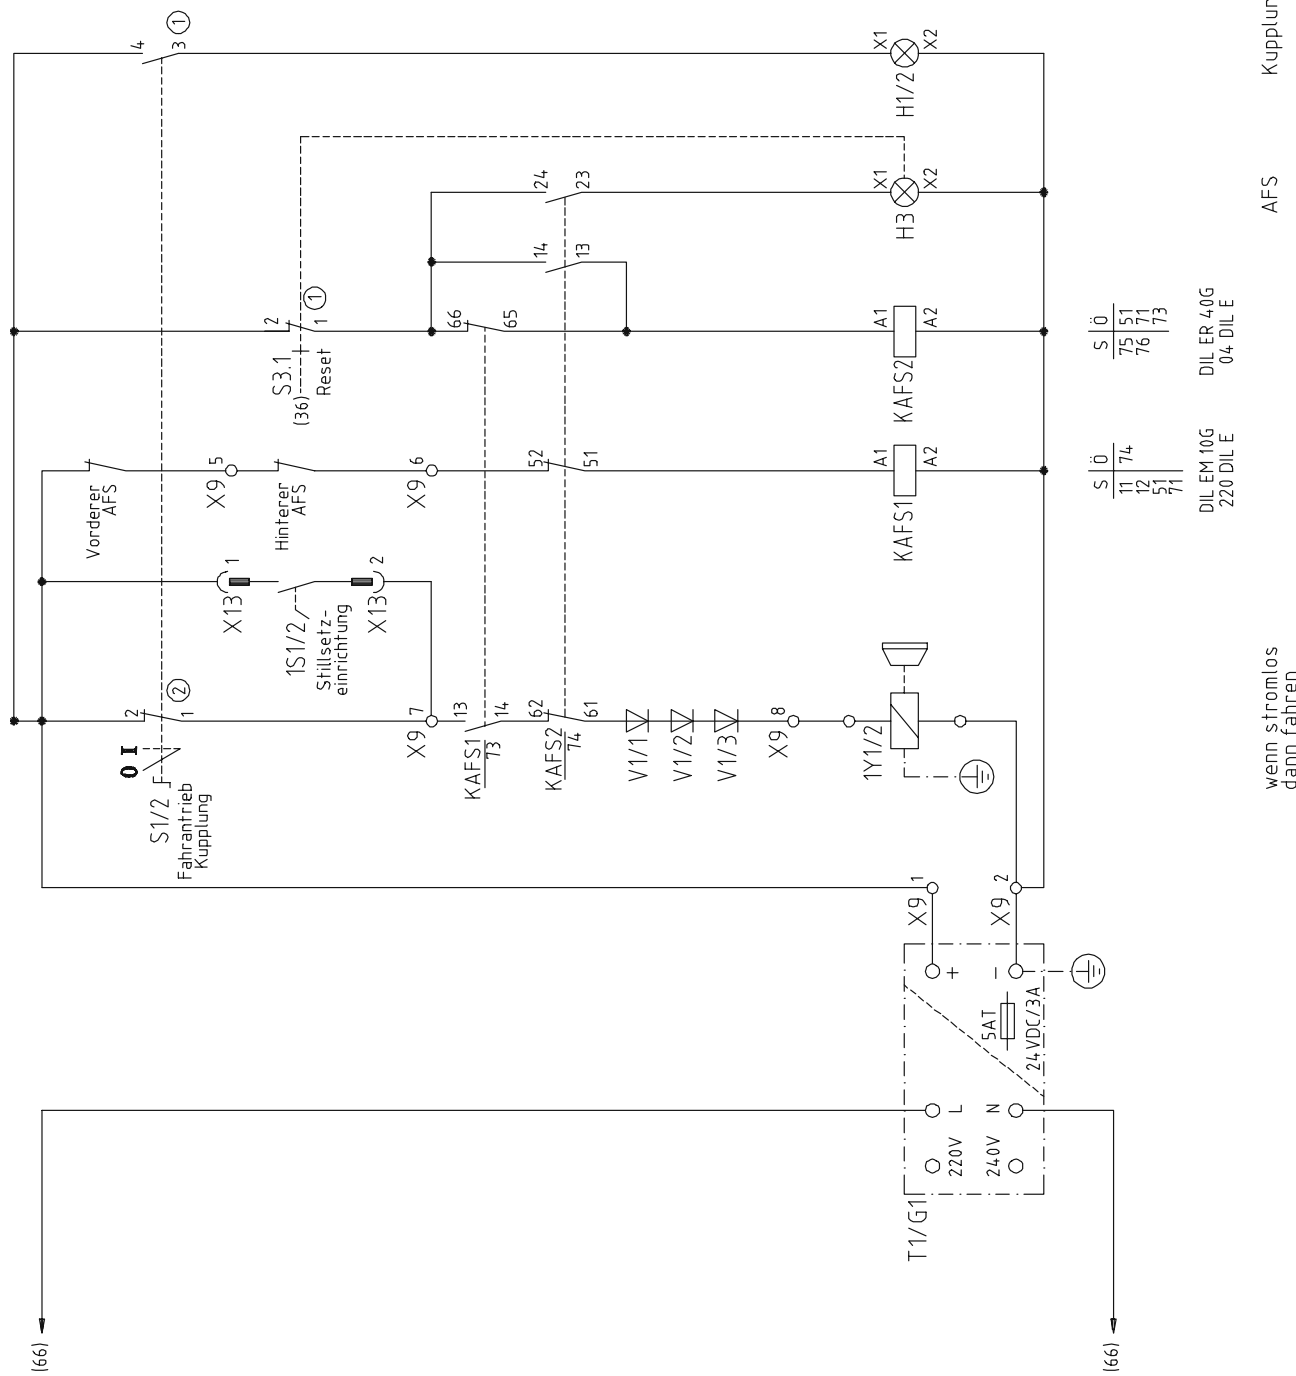 4
3
1
X1
X2
H1/2
Kupplun
24
23
X1
X2
H3
AFS
14
13
2
1
1
S3.1
(36)
Reset
66
65
A1
A2
KAFS2
S Ö
75 51
76 71
73
DIL ER 40G
04 DIL E
Vorderer
AFS
X9 5
Hinterer
AFS
X9 6
52
51
A1
A2
KAFS1
S Ö
11 74
12
51
71
DIL EM 10G
220 DIL E
X13 1
1S1/2
Stillsetz-
einrichtung
X13 2
0 I
2
1
2
S1/2
Fahrantrieb
Kupplung
X9 7
13
14
KAFS1
73
62
61
KAFS2
74
V1/1
V1/2
V1/3
X9 8
1Y1/2
wenn stromlos
dann fahren
X9 1
X9 2
+
-
5AT
24VDC/3A
L
N
220V
240V
T1/G1
(66)
(66)